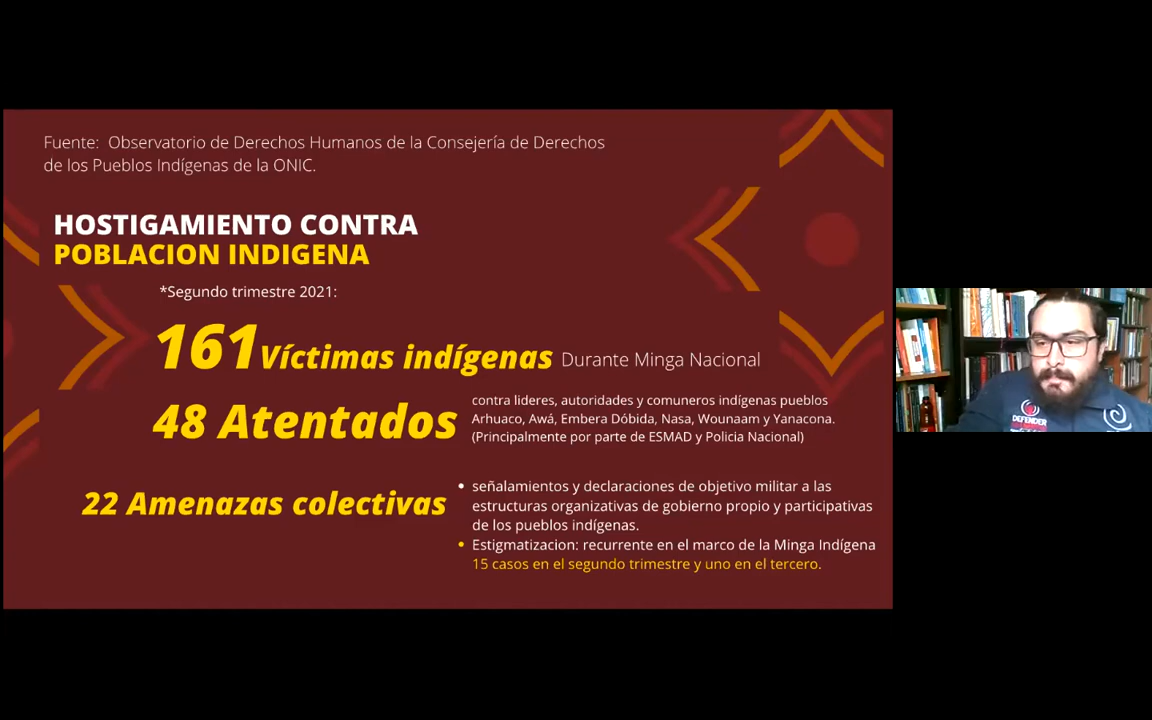 Fuente: Observatorio de Derechos Humanos de la Consejería de Derechos
de los Pueblos Indígenas de la ONIC.
HOSTIGAMIENTO CONTRA
POBLACION INDIGENA
*Segundo trimestre 2021:
161 Víctimas indígenas Durante Minga Nacional
48 Atentados
contra lideres, autoridades y comuneros indígenas pueblos
Arhuaco, Awá, Embera Dóbida, Nasa, Wounaam y Yanacona.
(Principalmente por parte de ESMAD y Policia Nacional)
22 Amenazas colectivas
• señalamientos y declaraciones de objetivo militar a las
estructuras organizativas de gobierno propio y participativas
de los pueblos indígenas.
• Estigmatizacion: recurrente en el marco de la Minga Indígena
15 casos en el segundo trimestre y uno en el tercero.
DEFENDER